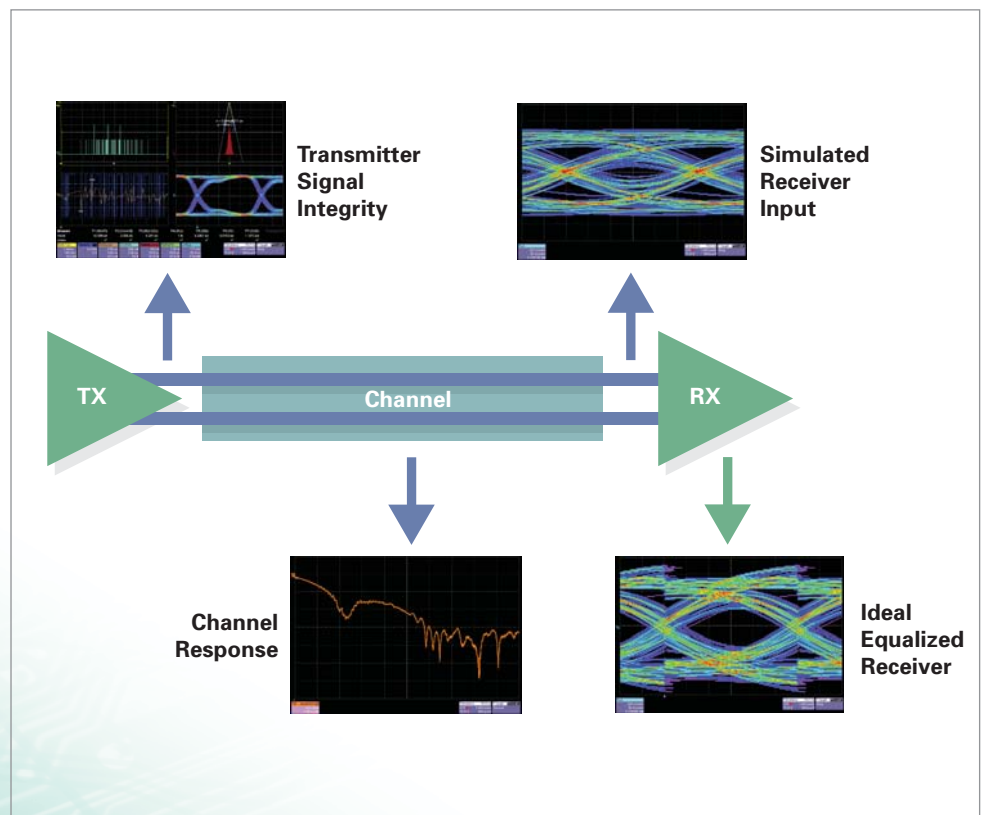 Transmitter
Signal
Integrity
Simulated
Receiver
Input
TX
Channel
RX
Channel
Response
Ideal
Equalized
Receiver